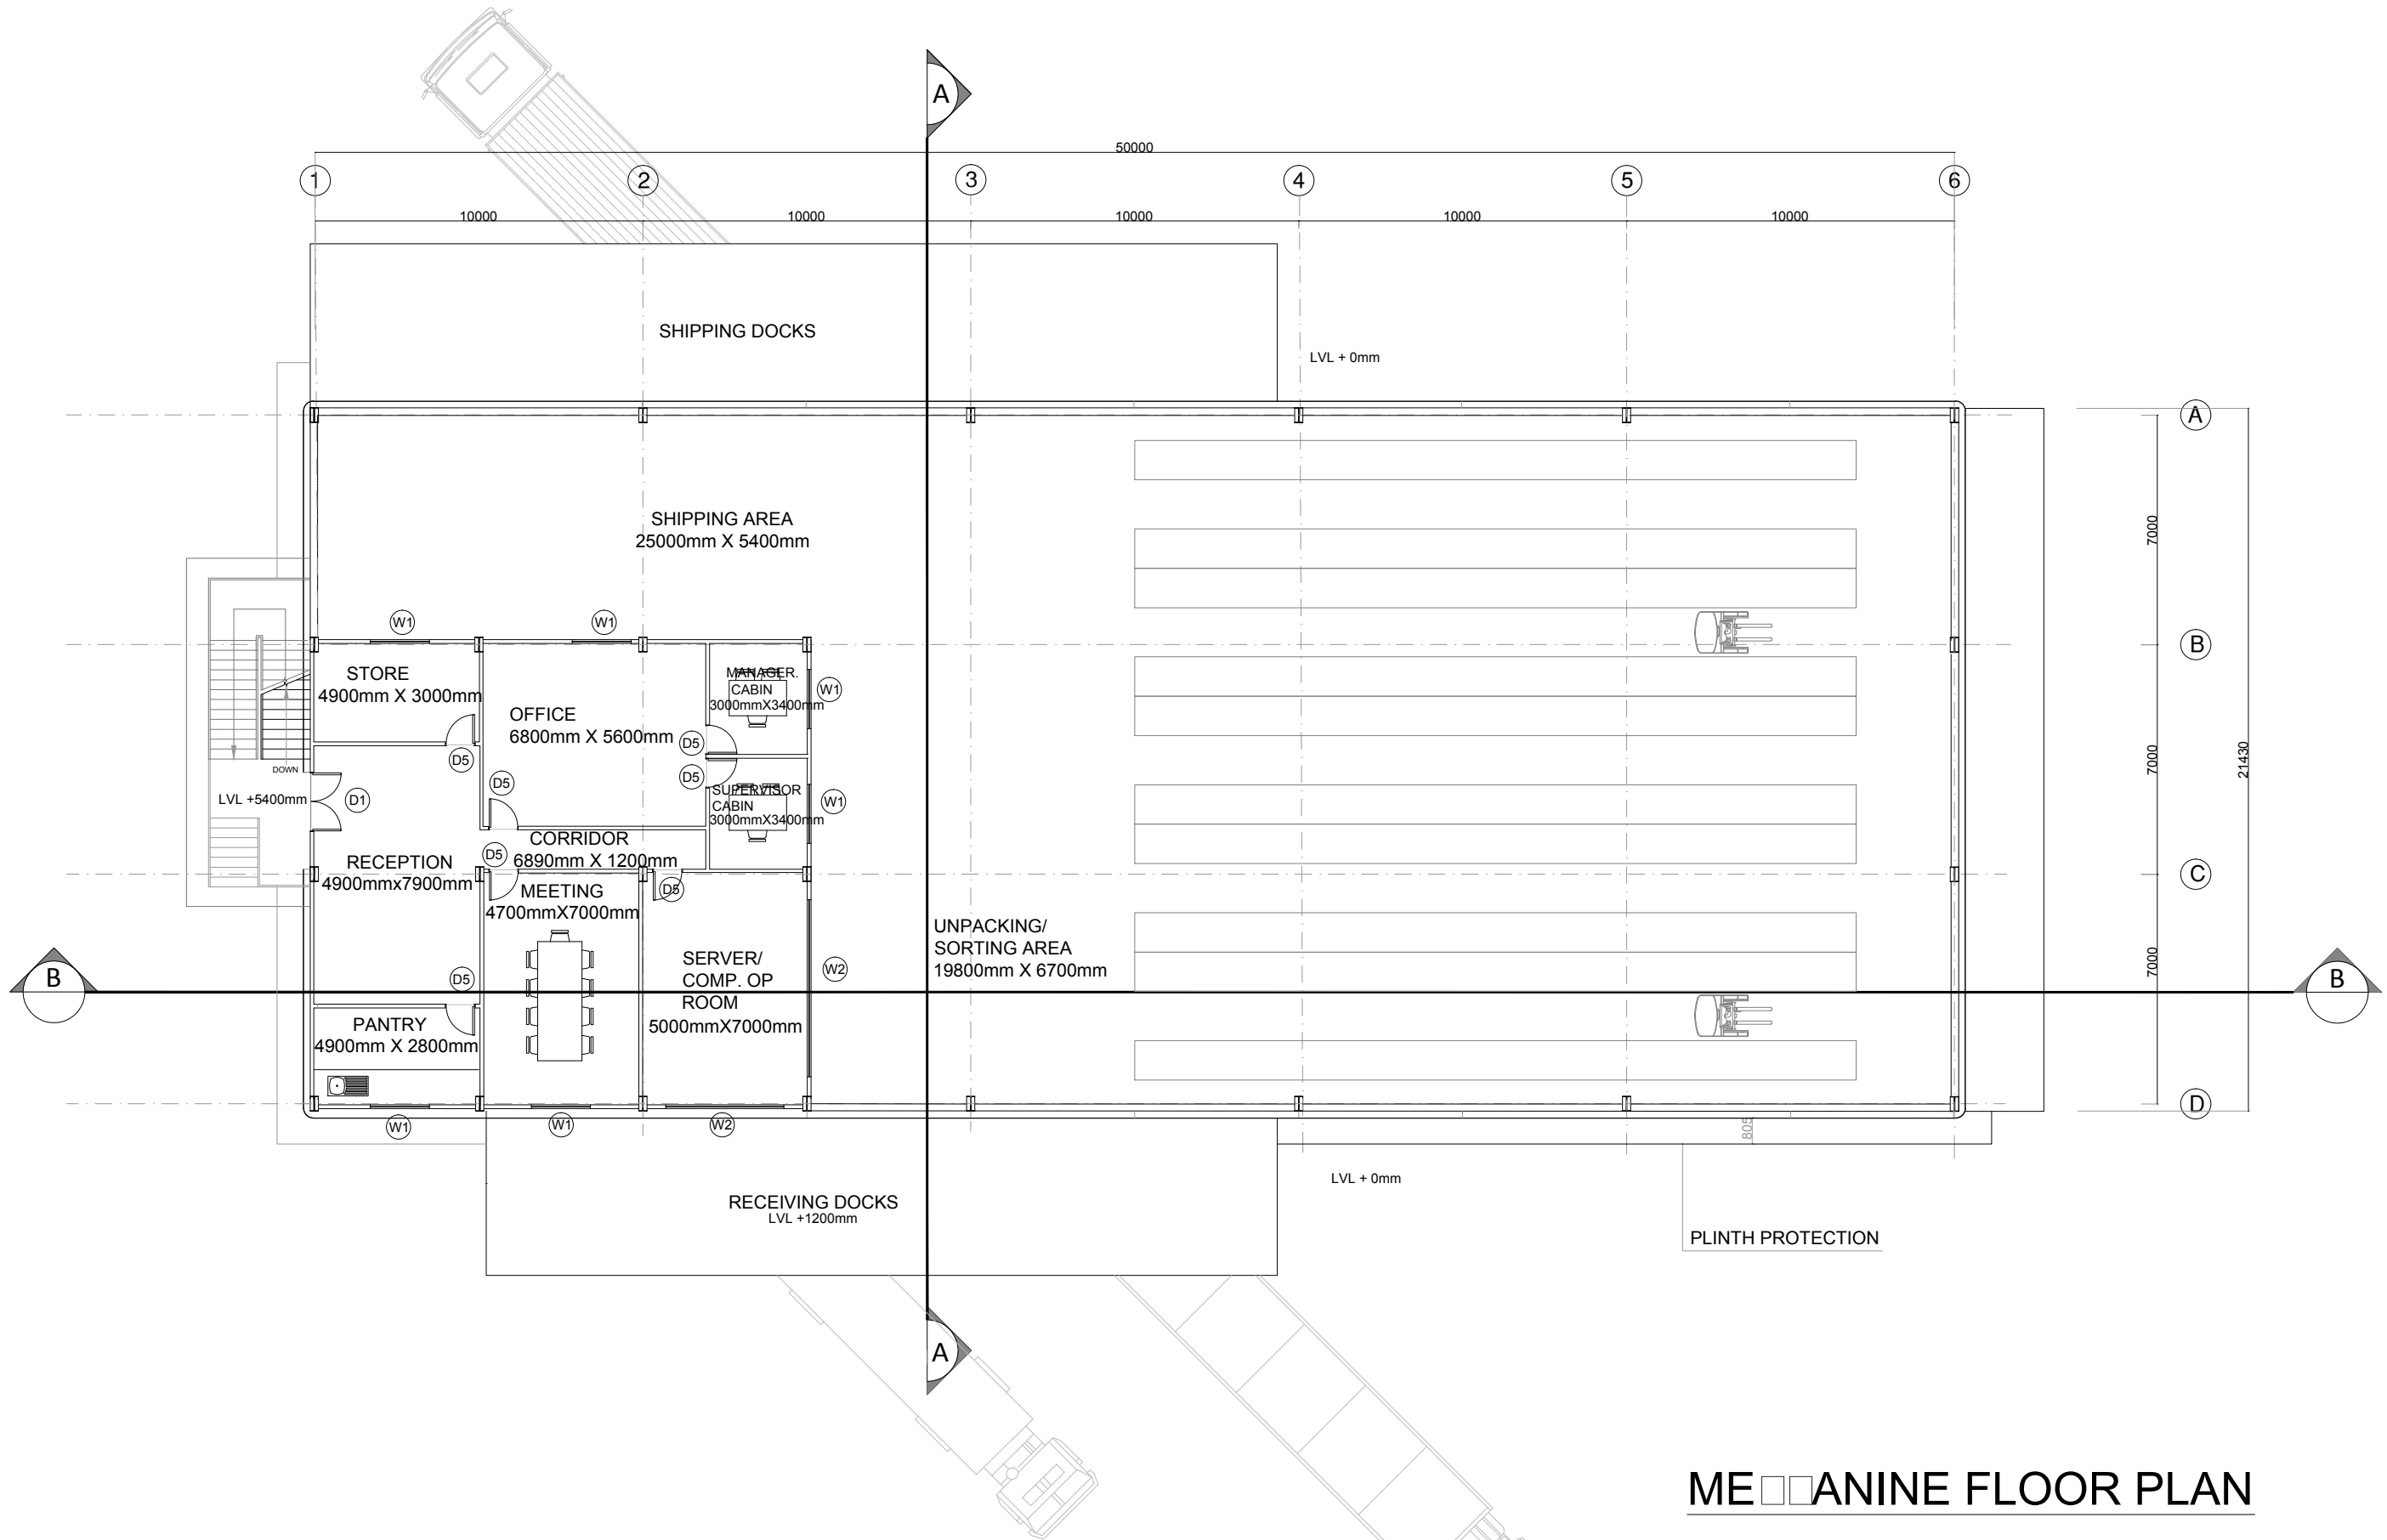 A
50000
1
2
3
4
5
6
10000
10000
10000
10000
10000
SHIPPING DOCKS
LVL + 0mm
A
SHIPPING AREA
25000mm X 5400mm
7000
W1
W1
B
STORE
4900mm X 3000mm
MANAGER.
CABIN
3000mmX3400mm
W1
OFFICE
6800mm X 5600mm
D5
D5
D5
D5
DOWN
LVL +5400mm
D1
SUPERVISOR
CABIN
3000mmX3400mm
W1
7000
21430
CORRIDOR
6890mm X 1200mm
D5
RECEPTION
4900mmx7900mm
C
MEETING
4700mmX7000mm
D5
UNPACKING/
SORTING AREA
19800mm X 6700mm
SERVER/
COMP. OP
ROOM
5000mmX7000mm
W2
7000
D5
B
B
PANTRY
4900mm X 2800mm
D
W1
W1
W2
805
LVL + 0mm
RECEIVING DOCKS
LVL +1200mm
PLINTH PROTECTION
A
ME□□ANINE FLOOR PLAN